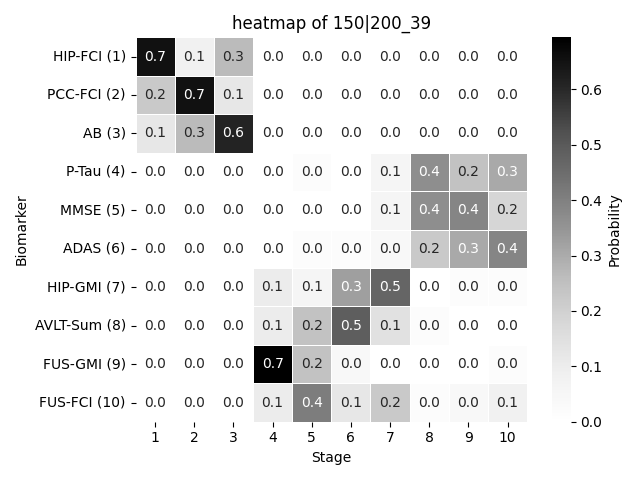 heatmap of 150|200_39
HIP-FCI (1) 0.7 0.1 0.3 0.0 0.0 0.0 0.0 0.0 0.0 0.0
PCC-FCI (2) 0.2 0.7 0.1 0.0 0.0 0.0 0.0 0.0 0.0 0.0
AB (3) 0.1 0.3 0.6 0.0 0.0 0.0 0.0 0.0 0.0 0.0
P-Tau (4) 0.0 0.0 0.0 0.0 0.0 0.0 0.1 0.4 0.2 0.3
MMSE (5) 0.0 0.0 0.0 0.0 0.0 0.0 0.1 0.4 0.4 0.2
ADAS (6) 0.0 0.0 0.0 0.0 0.0 0.0 0.0 0.2 0.3 0.4
HIP-GMI (7) 0.0 0.0 0.0 0.1 0.1 0.3 0.5 0.0 0.0 0.0
AVLT-Sum (8) 0.0 0.0 0.0 0.1 0.2 0.5 0.1 0.0 0.0 0.0
FUS-GMI (9) 0.0 0.0 0.0 0.7 0.2 0.0 0.0 0.0 0.0 0.0
FUS-FCI (10) 0.0 0.0 0.0 0.1 0.4 0.1 0.2 0.0 0.0 0.1
1 2 3 4 5 6 7 8 9 10
Stage
Biomarker
0.6
0.5
0.4
0.3
0.2
0.1
0.0
Probability